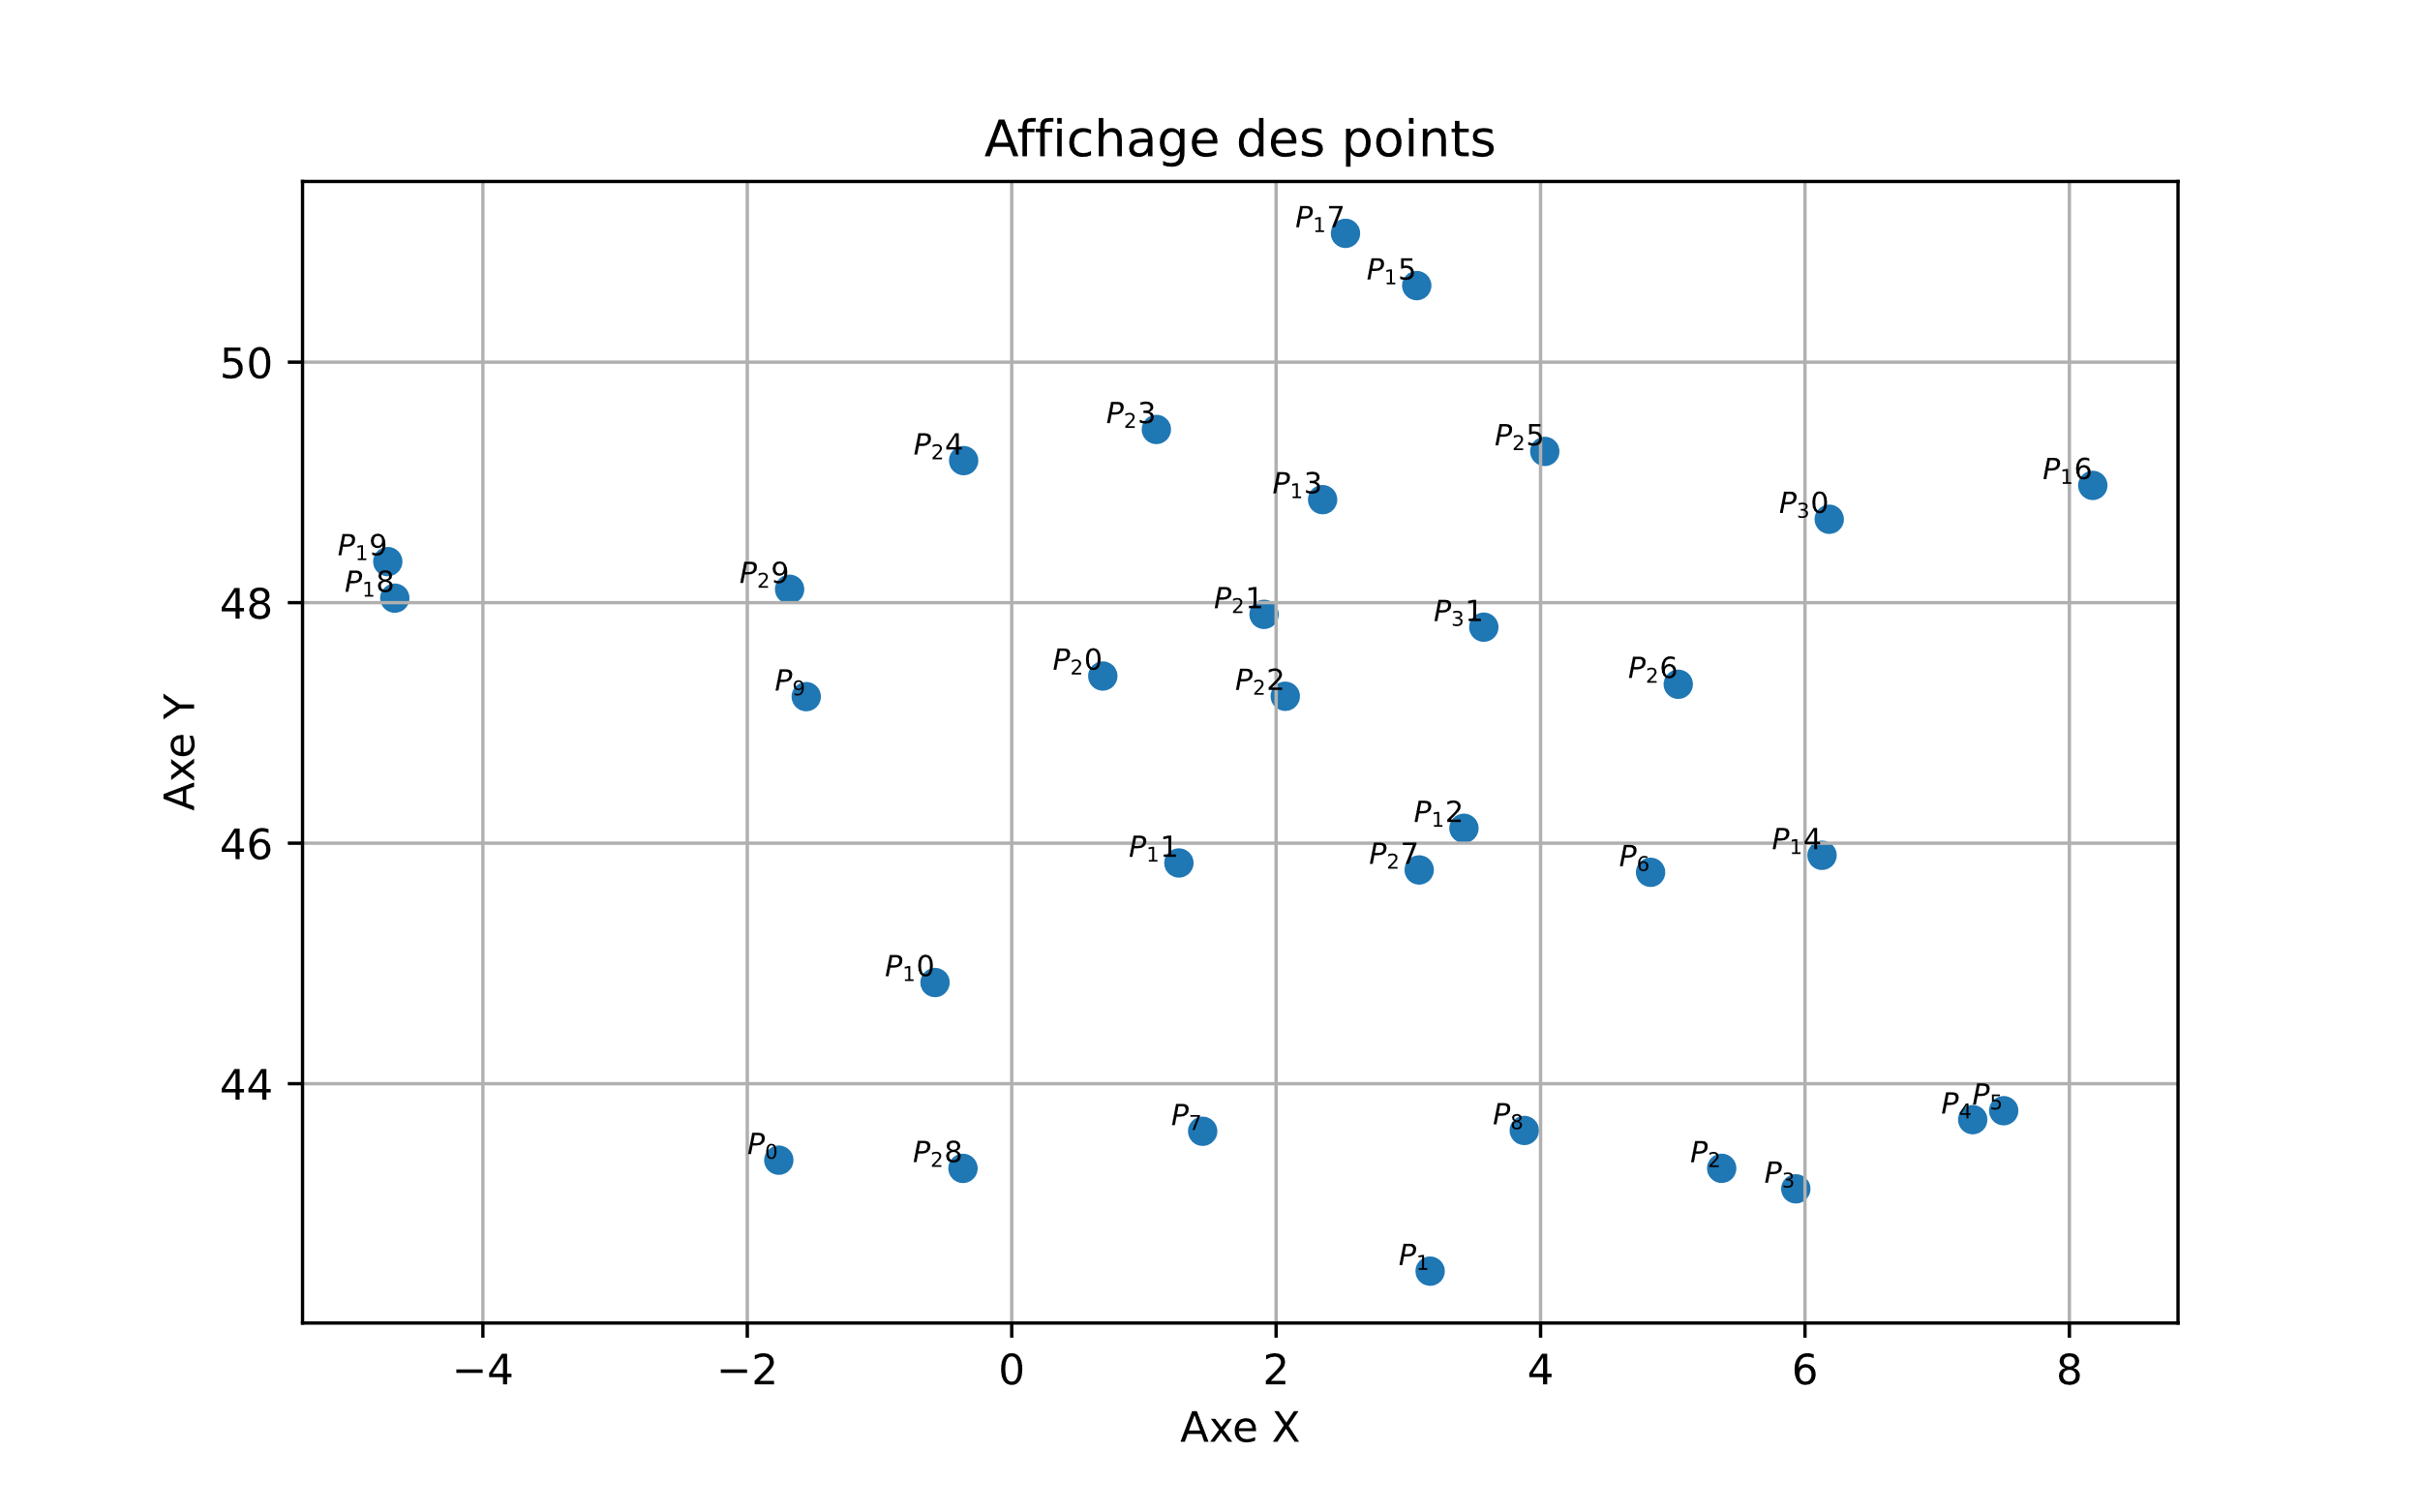 Affichage des points
P₁7
P₁5
50
P₂3
P₂5
P₂4
P₁6
P₁3
P₃0
P₁9
P₂9
P₁8
48
P₂1
P₃1
P₂0
P₂6
P₂2
P₉
Axe Y
P₁2
P₁4
P₁1
46
P₂7
P₆
P₁0
44
P₅
P₄
P₇
P₈
P₀
P₂8
P₂
P₃
P₁
−4 −2 0 2 4 6 8
Axe X